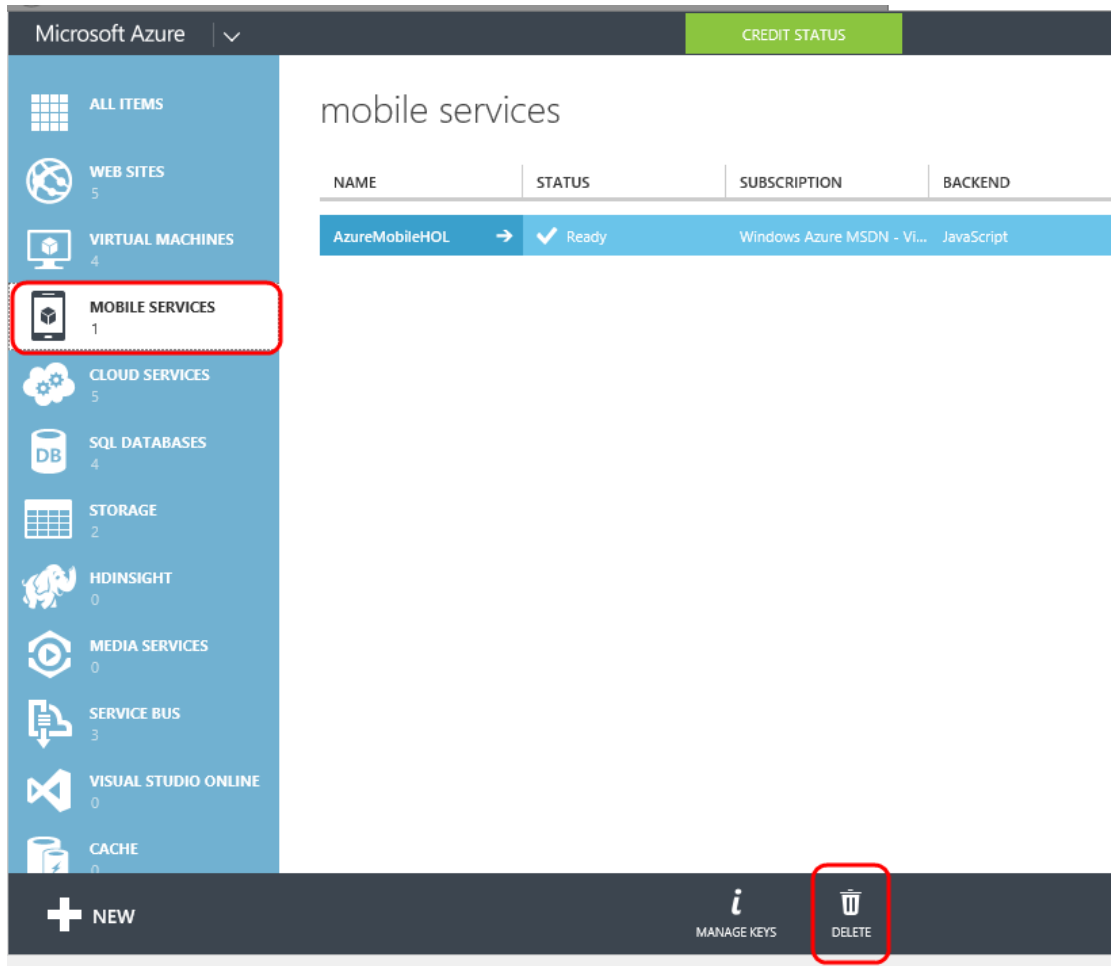 Microsoft Azure
CREDIT STATUS
ALL ITEMS
WEB SITES
5
VIRTUAL MACHINES
4
MOBILE SERVICES
1
CLOUD SERVICES
5
DB
SQL DATABASES
4
STORAGE
2
HDINSIGHT
0
MEDIA SERVICES
0
SERVICE BUS
3
VISUAL STUDIO ONLINE
0
CACHE
0
mobile services
NAME STATUS SUBSCRIPTION BACKEND
AzureMobileHOL Ready Windows Azure MSDN - Vi... JavaScript
NEW
i
MANAGE KEYS
DELETE